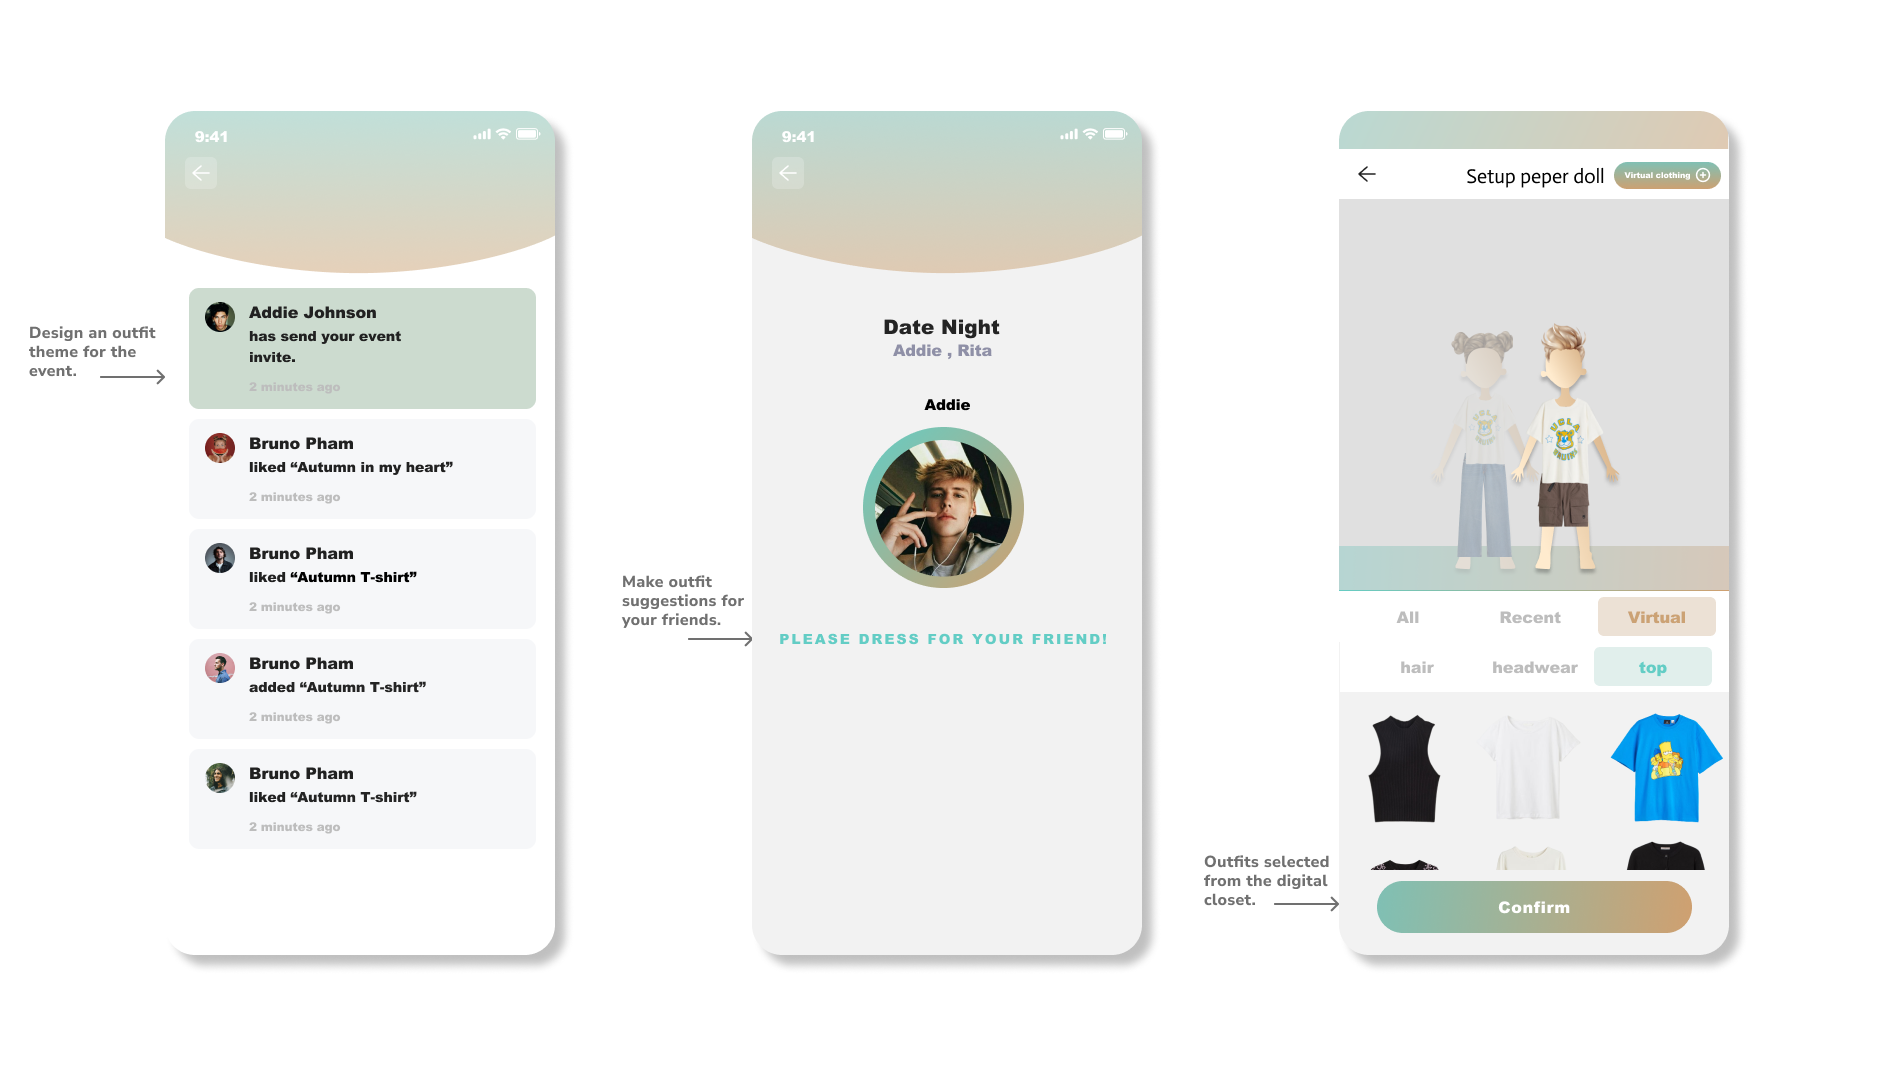 Design an outfit
theme for the
event.
9:41
Addie Johnson
has send your event
invite.
2 minutes ago
Bruno Pham
liked “Autumn in my heart”
2 minutes ago
Bruno Pham
liked “Autumn T-shirt”
2 minutes ago
Bruno Pham
added “Autumn T-shirt”
2 minutes ago
Bruno Pham
liked “Autumn T-shirt”
2 minutes ago
Make outfit
suggestions for
your friends.
9:41
Date Night
Addie , Rita
Addie
PLEASE DRESS FOR YOUR FRIEND!
Outfits selected
from the digital
closet.
Setup peper doll
Virtual clothing
All Recent Virtual
hair headwear top
Confirm